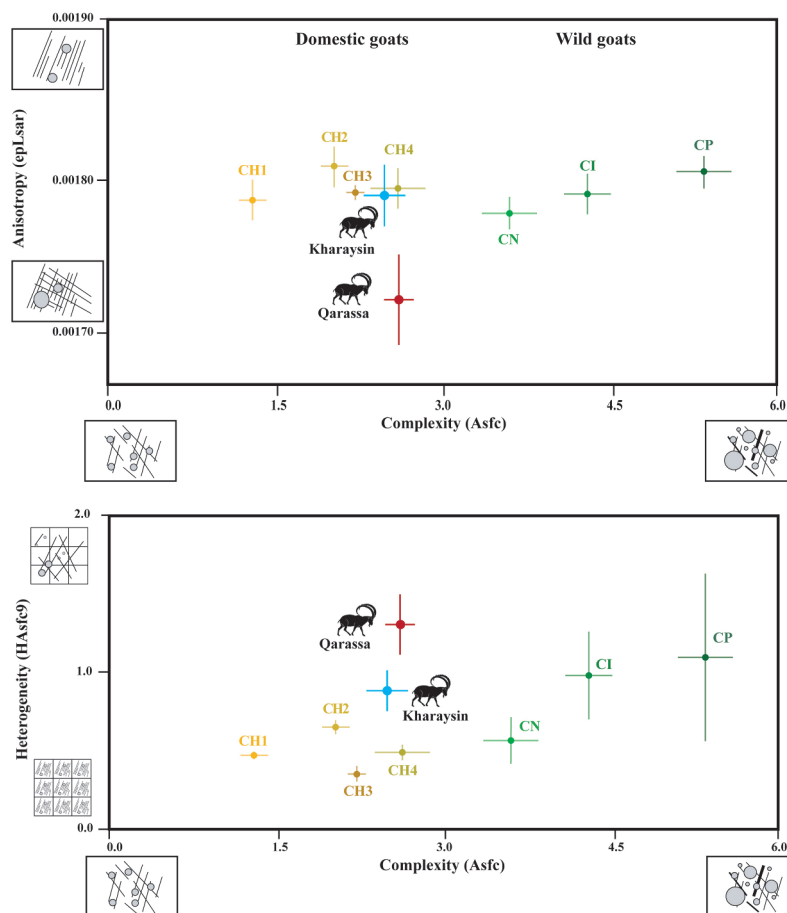 0.00190
Domestic goats Wild goats
Anisotropy (epLsar)
CH2
CH4
CP
CH1
CH3
CI
0.00180
CN
Kharaysin
Qarassa
0.00170
0.0 1.5 3.0 4.5 6.0
Complexity (Asfc)
2.0
Heterogeneity (HAsfc9)
Qarassa
CP
1.0
CI
Kharaysin
CH2
CN
CH1
CH4
CH3
0.0
0.0 1.5 3.0 4.5 6.0
Complexity (Asfc)